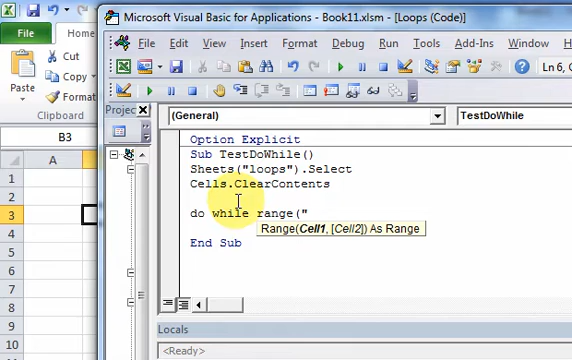 Microsoft Visual Basic for Applications - Book11.xlsm - [Loops (Code)]
File Home
File Edit View Insert Format Debug Run Tools Add-Ins Window
Cut
Copy
Paste Format
Clipboard
Ln 6,
B3
Projec
(General) TestDoWhile
A
1
2
3
4
5
6
7
8
9
Option Explicit
Sub TestDoWhile()
Sheets("loops").Select
Cells.ClearContents
do while range("
Range(Cell1, [Cell2]) As Range
End Sub
Locals
<Ready>